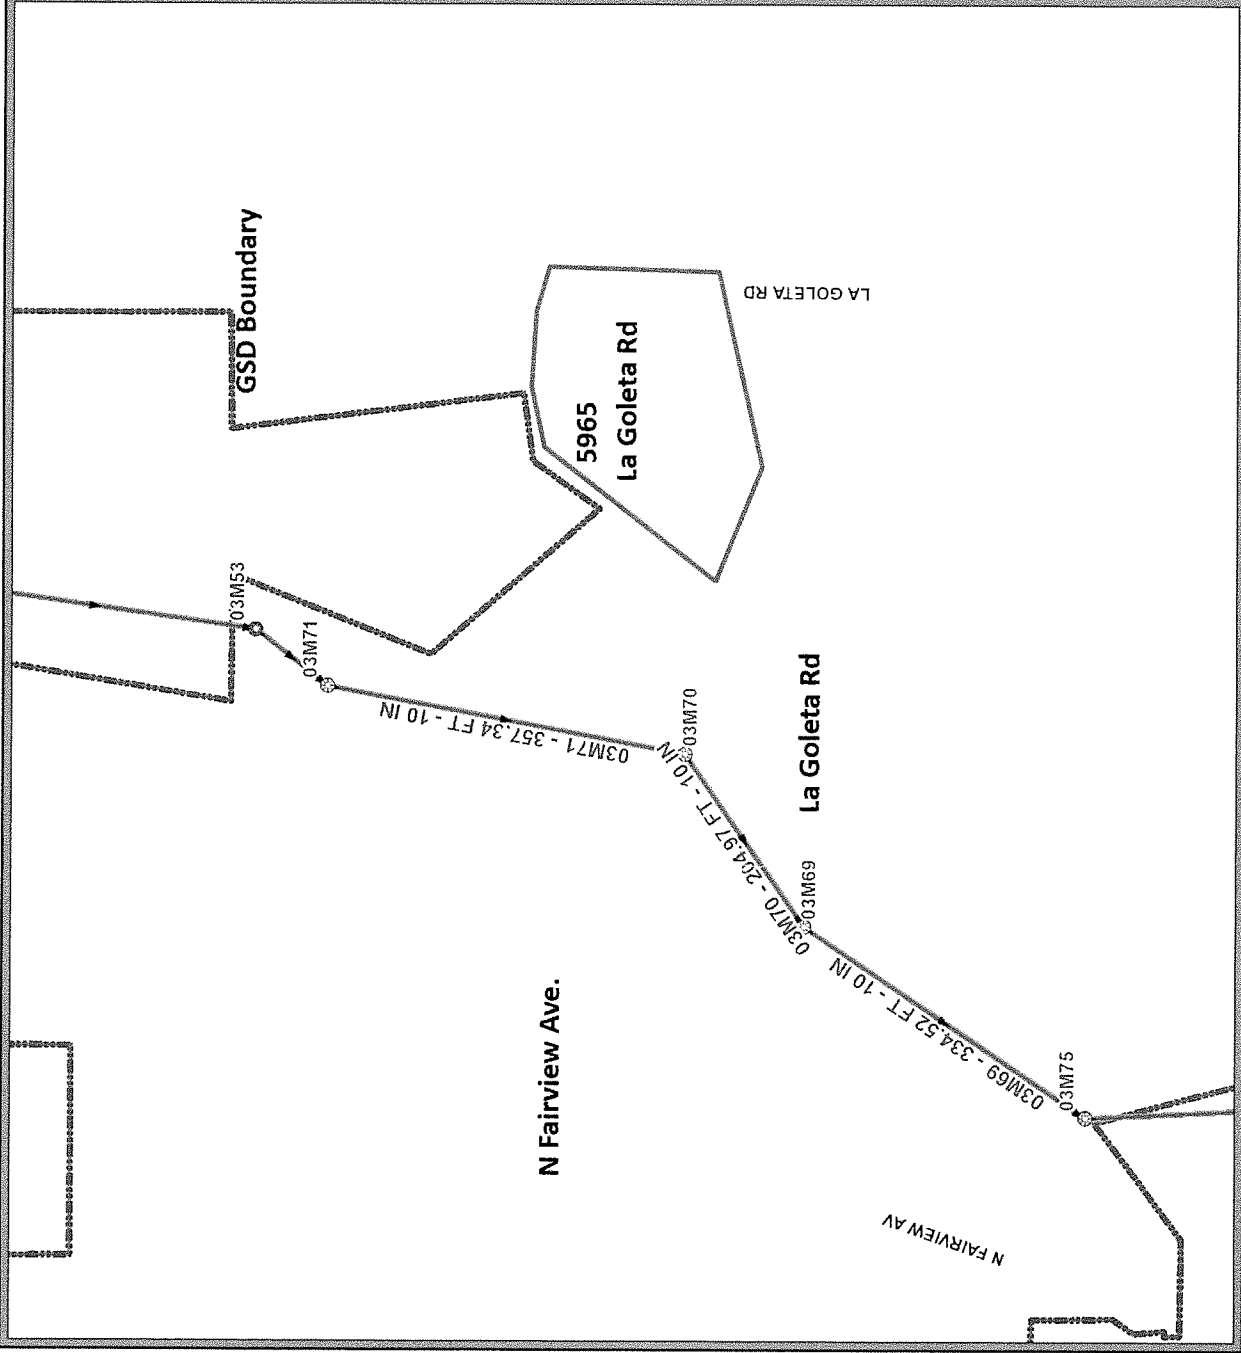 GSD Boundary
5965
La Goleta Rd
LA GOLETA RD
03M53
03M71
03M71 - 357.34 FT - 10 IN
03M70
03M70 - 204.97 FT - 10 IN
La Goleta Rd
03M69
03M69 - 334.52 FT - 10 IN
03M75
N Fairview Ave.
N FAIRVIEW AV